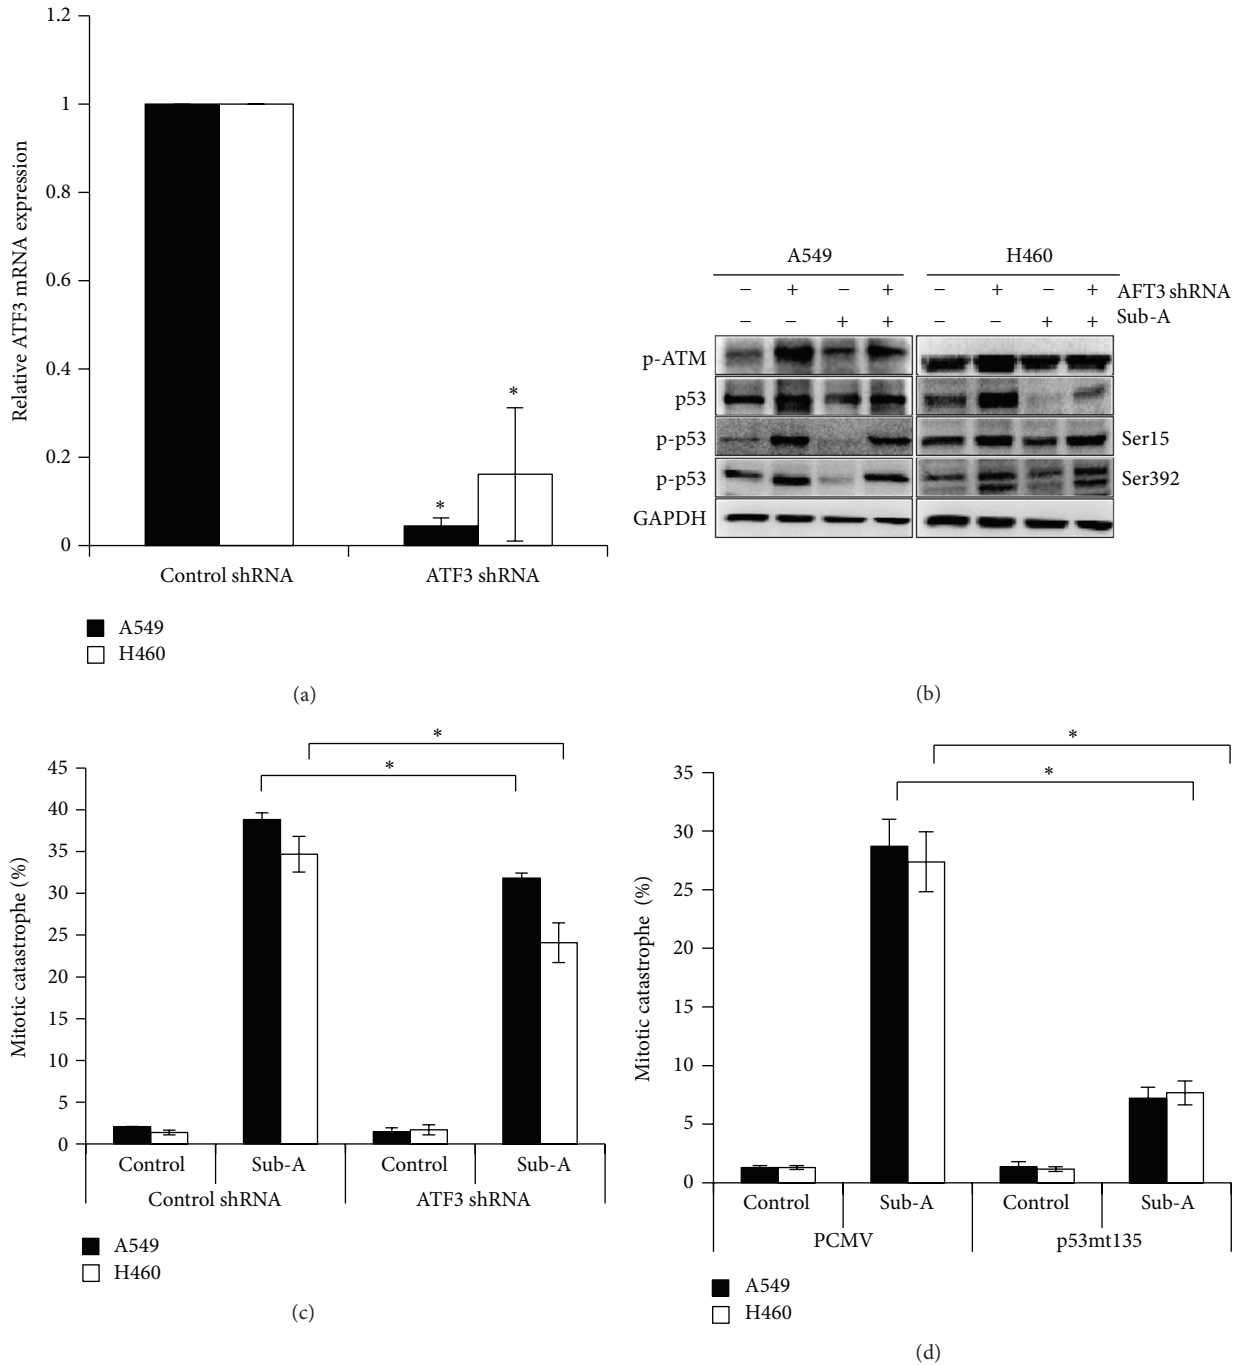 1.2
1
0.8
0.6
0.4
0.2
0
Relative ATF3 mRNA expression
*
*
Control shRNA ATF3 shRNA
A549
H460
(a)
A549 H460
− + − + − + − + AFT3 shRNA
− − + + − − + + Sub-A
p-ATM
p53
p-p53 Ser15
p-p53 Ser392
GAPDH
(b)
*
*
45
40
35
30
25
20
15
10
5
0
Mitotic catastrophe (%)
Control Sub-A Control Sub-A
Control shRNA ATF3 shRNA
A549
H460
(c)
*
*
35
30
25
20
15
10
5
0
Mitotic catastrophe (%)
Control Sub-A Control Sub-A
PCMV p53mt135
A549
H460
(d)